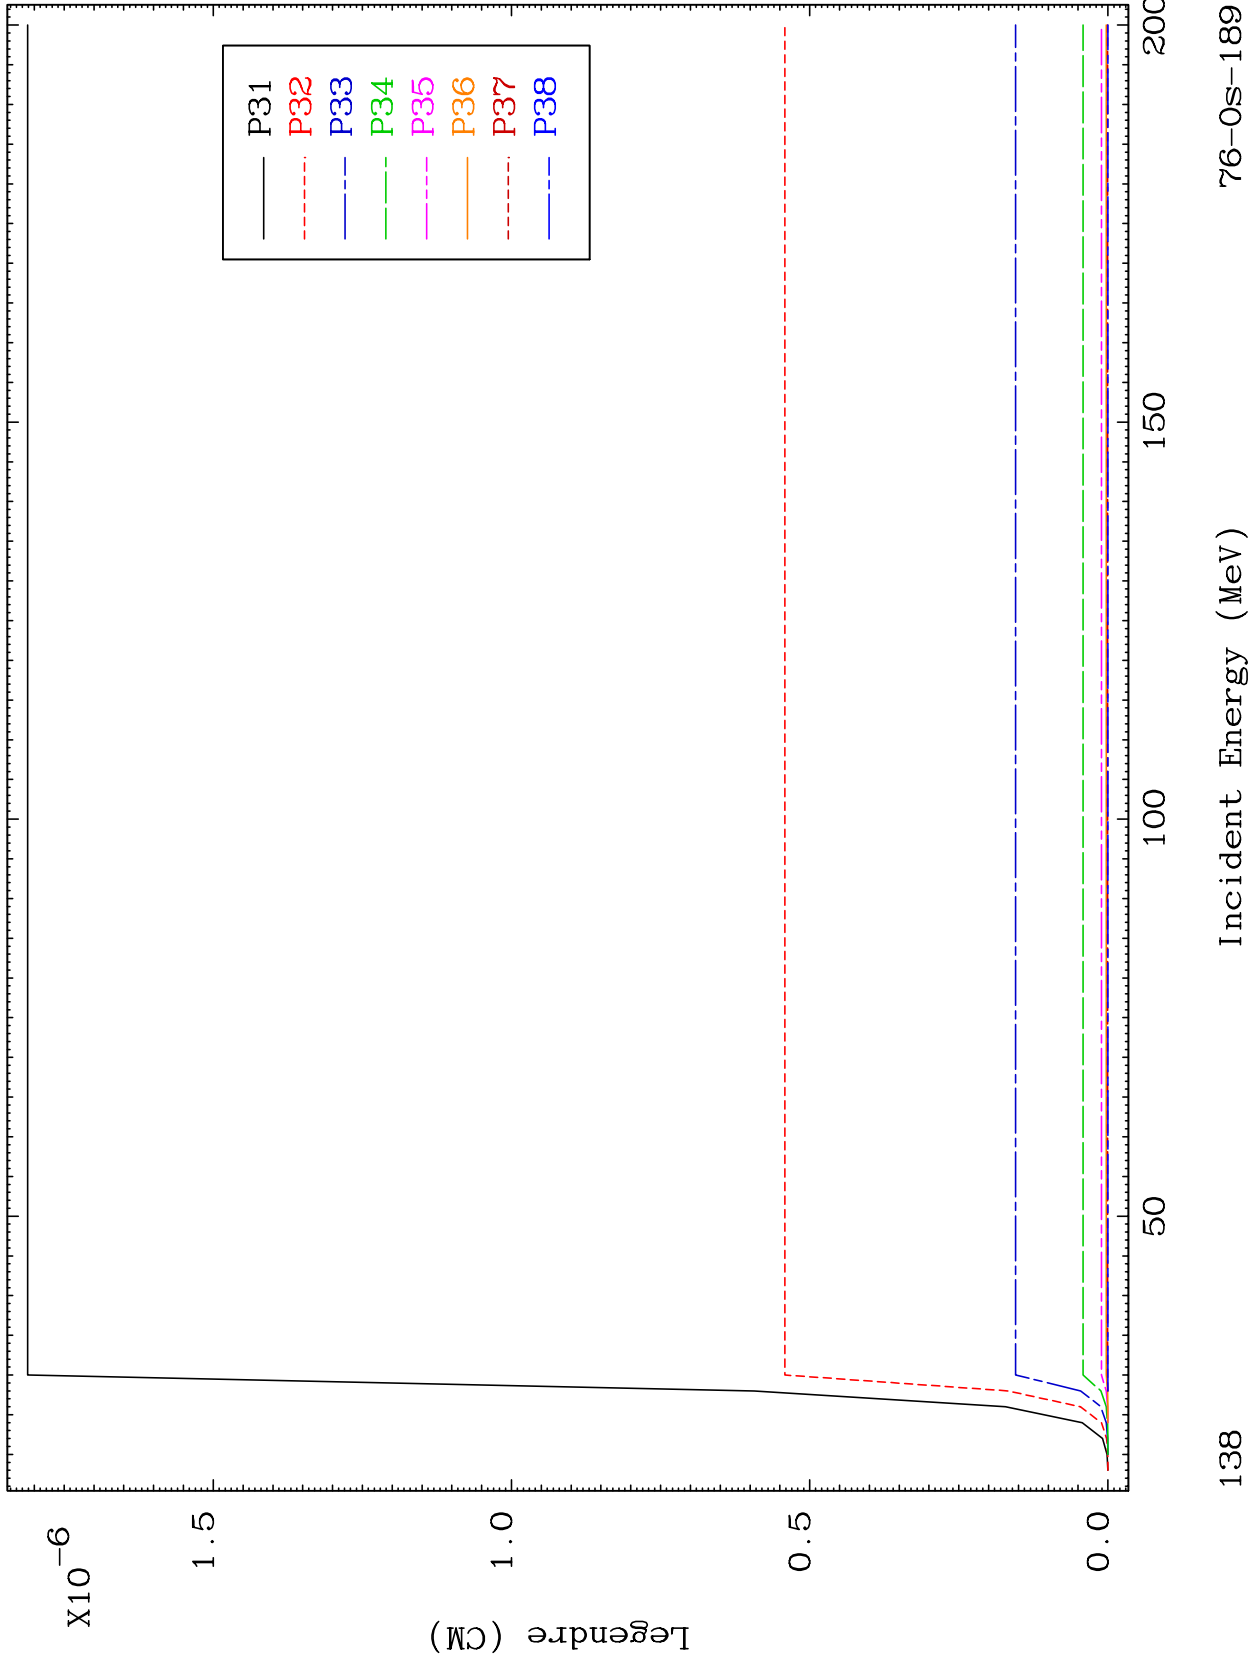 X10⁻⁶
1.5
1.0
0.5
0.0
Legendre (CM)
P31
P32
P33
P34
P35
P36
P37
P38
50
100
150
200
138
Incident Energy (MeV)
76-Os-189